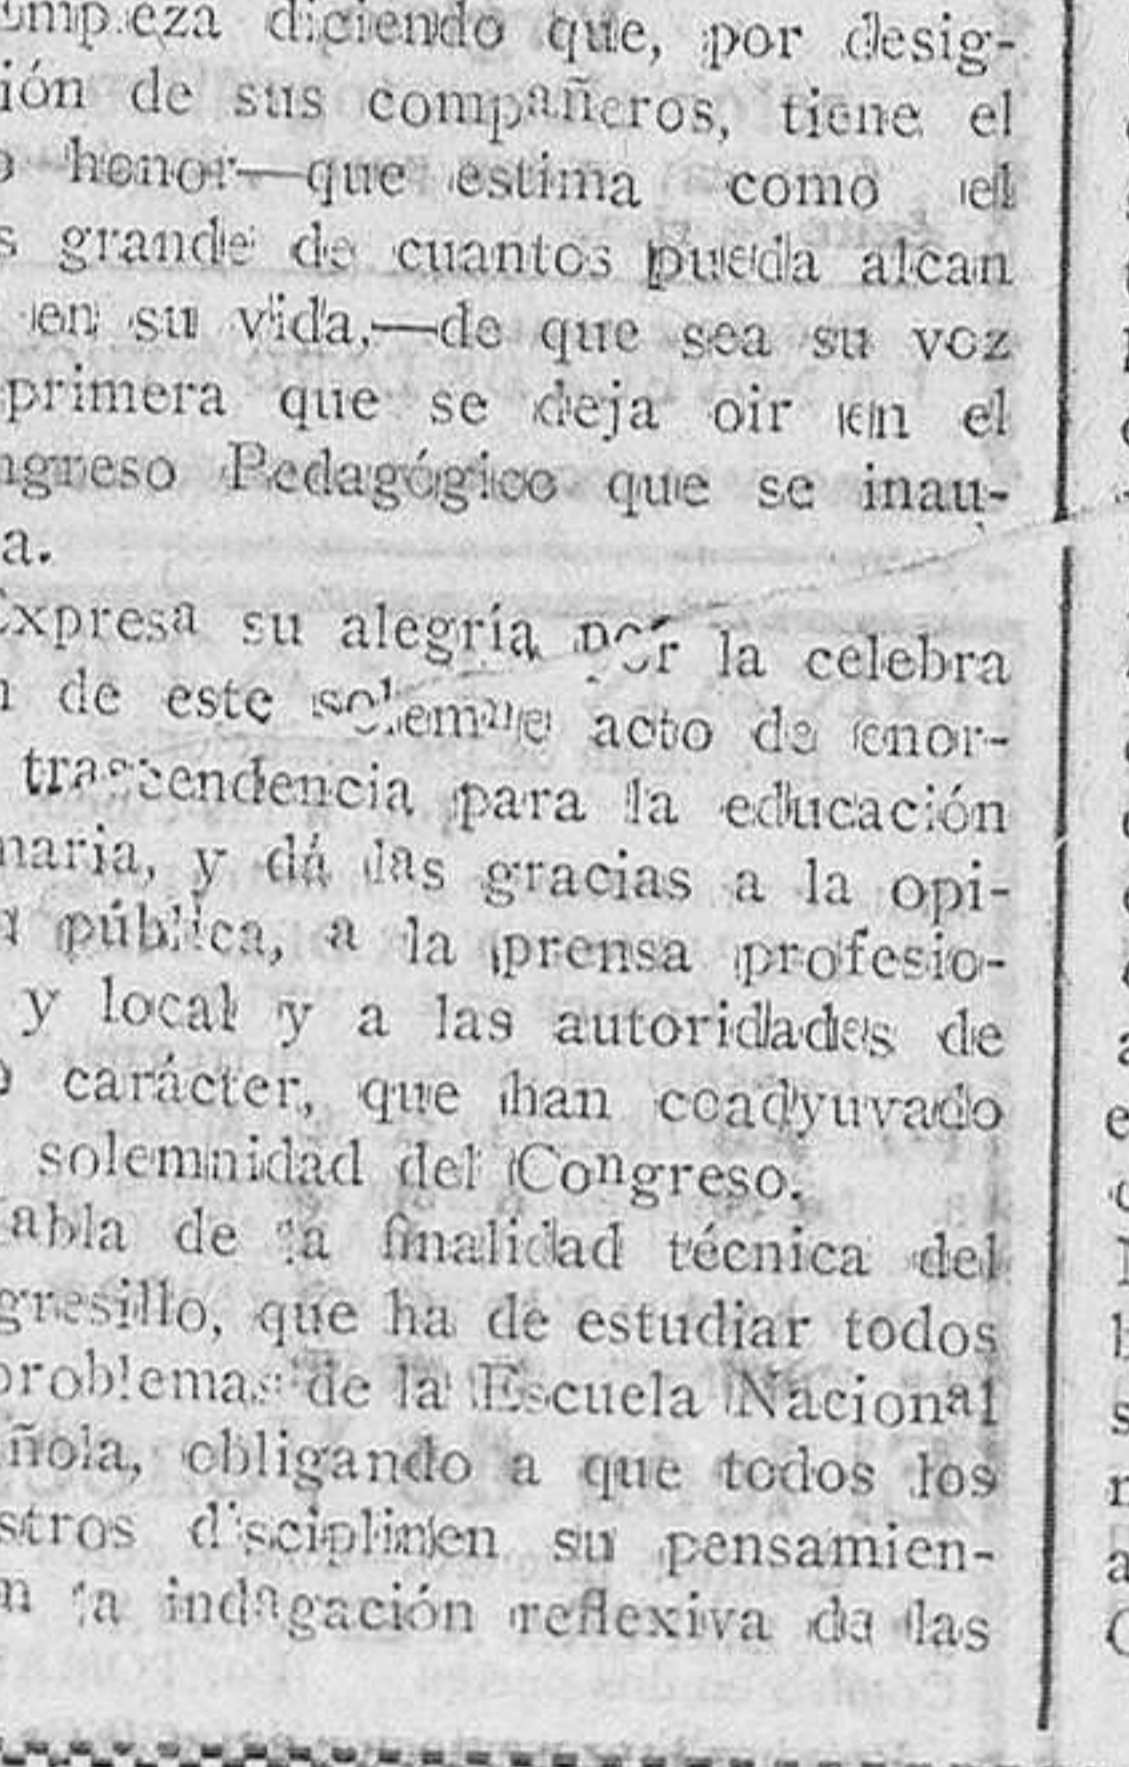 empieza diciendo que, por desig-
ión de sus compañeros, tiene el
o honor—que estima como el
s grande de cuantos pueda alcan
en su vida,—de que sea su voz
primera que se deja oir en el
ngreso Pedagógico que se inau-
a.
Expresa su alegría por la celebra
n de este solemne acto de enor-
trascendencia para la educación
naria, y dá las gracias a la opi-
n pública, a la prensa profesio-
y local y a las autoridades de
o carácter, que han coadyuvado
solemnidad del Congreso.
abla de la finalidad técnica del
gresillo, que ha de estudiar todos
problemas de la Escuela Nacional
añola, obligando a que todos los
stros disciplinen su pensamien-
n la indagación reflexiva da las